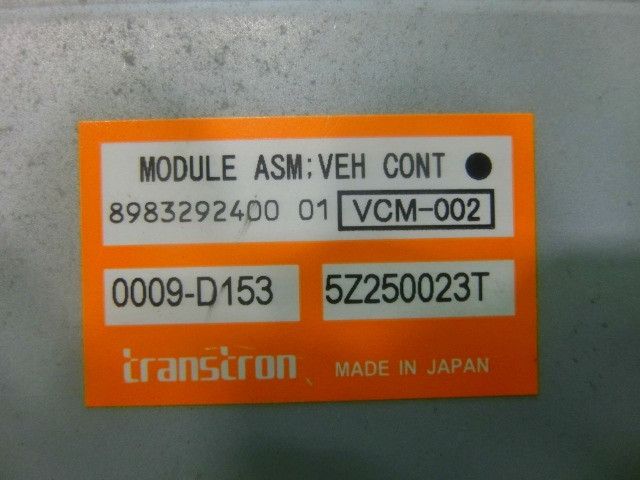 MODULE ASM;VEH CONT ●
8983292400 01 VCM-002
0009-D153 5Z250023T
transtron MADE IN JAPAN